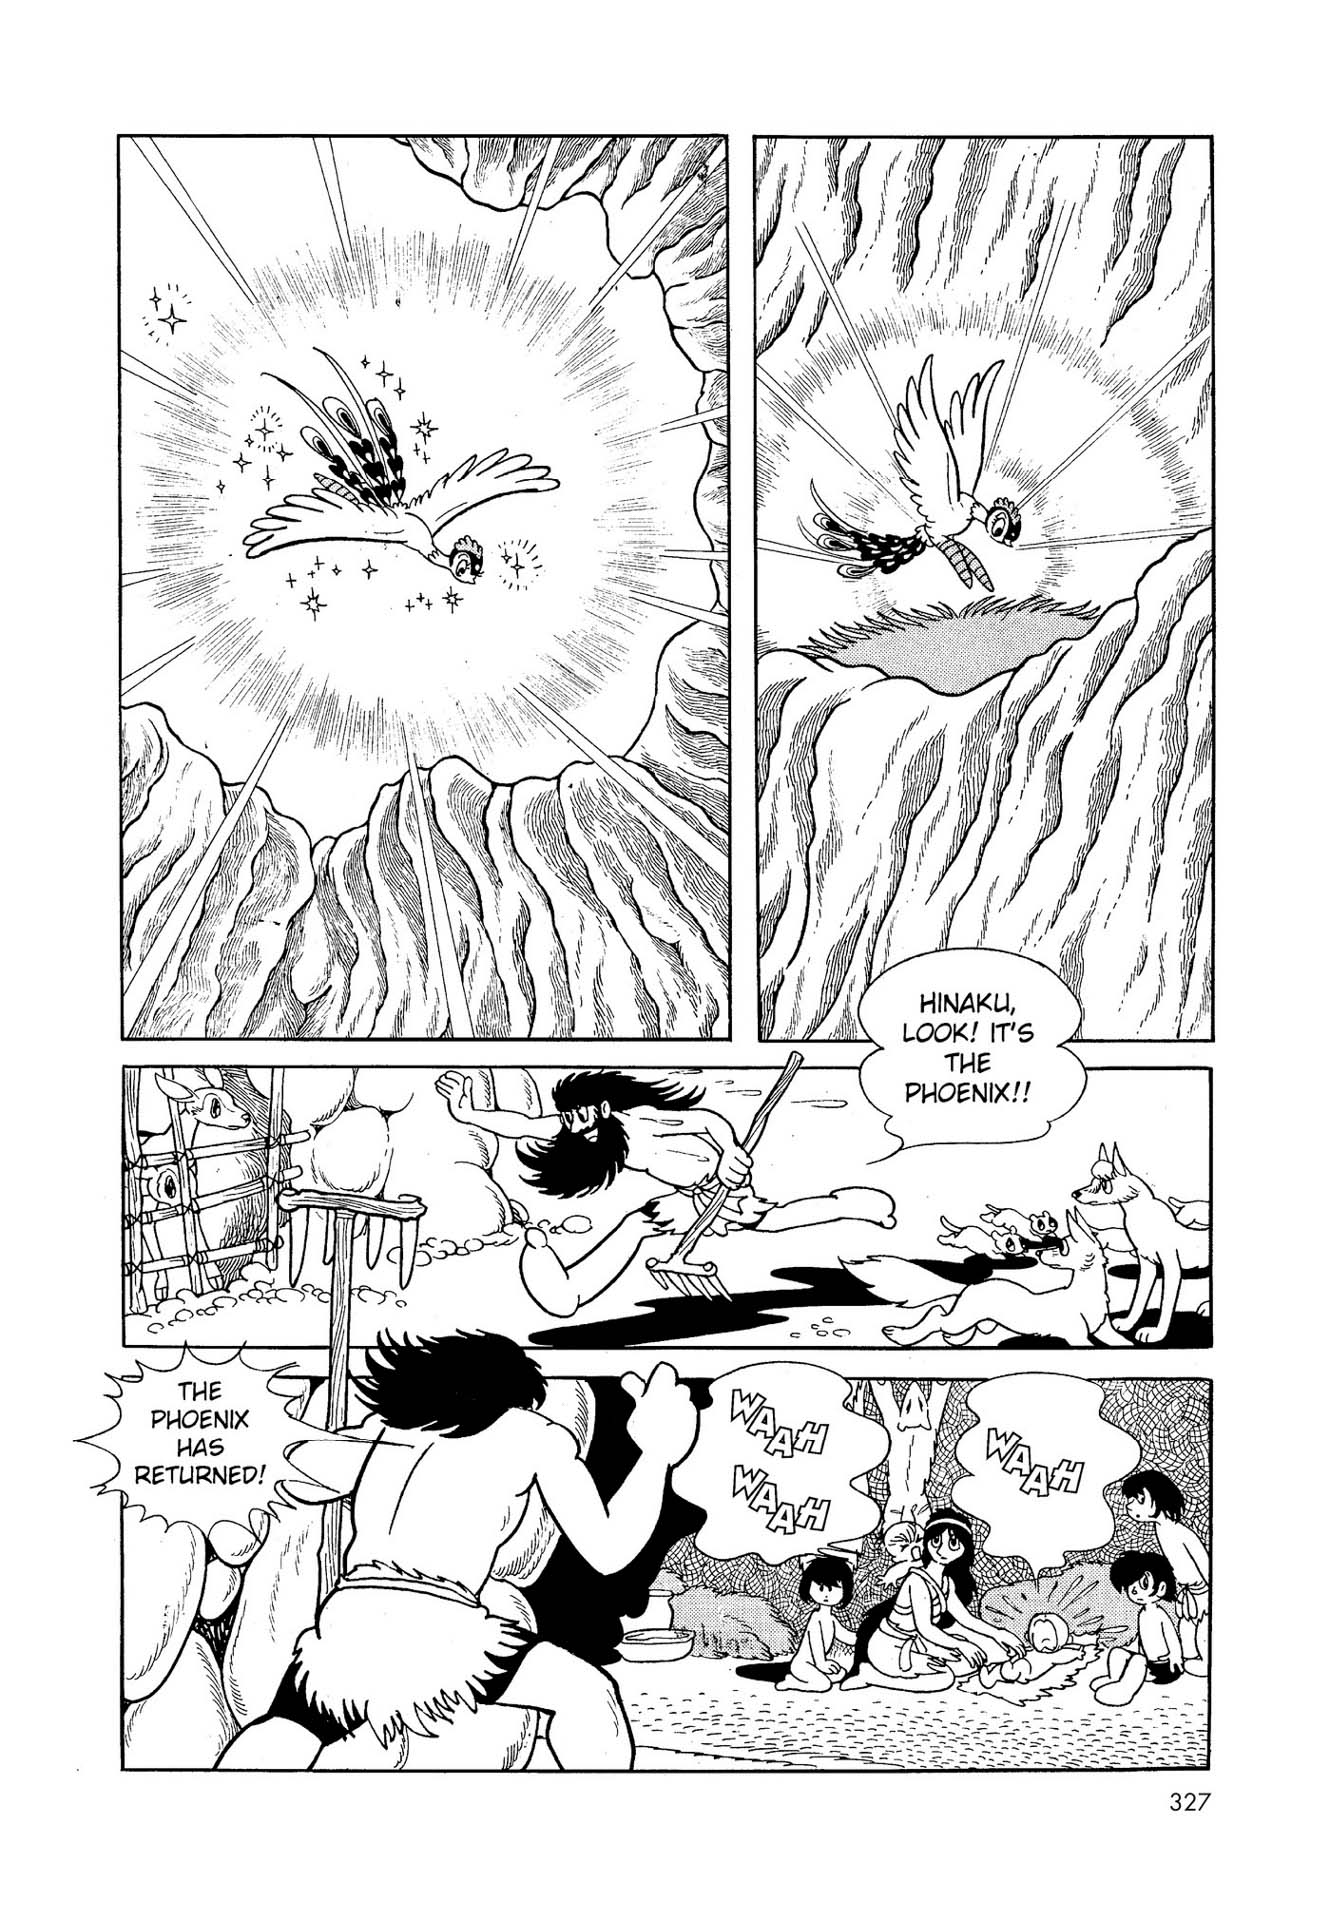 HINAKU,
LOOK! IT'S
THE
PHOENIX!!
THE
PHOENIX
HAS
RETURNED!
WAAH
WAAH
WAAH
327